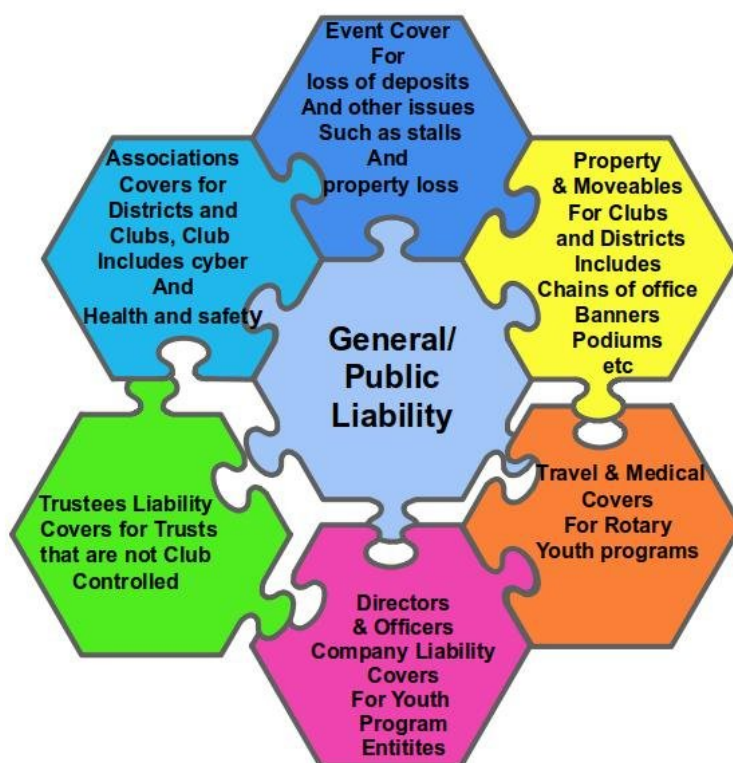 Event Cover
For
loss of deposits
And other issues
Such as stalls
And
property loss
Associations
Covers for
Districts and
Clubs, Club
Includes cyber
And
Health and safety
Property
& Moveables
For Clubs
and Districts
Includes
Chains of office
Banners
Podiums
etc
General/
Public
Liability
Trustees Liability
Covers for Trusts
that are not Club
Controlled
Travel & Medical
Covers
For Rotary
Youth programs
Directors
& Officers
Company Liability
Covers
For Youth
Program
Entitites